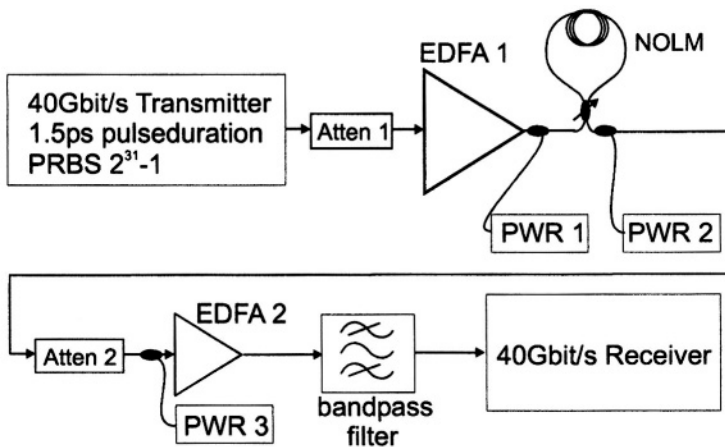 EDFA 1
NOLM
40Gbit/s Transmitter
1.5ps pulseduration
PRBS 2³¹-1
Atten 1
PWR 1
PWR 2
EDFA 2
Atten 2
40Gbit/s Receiver
PWR 3
bandpass
filter